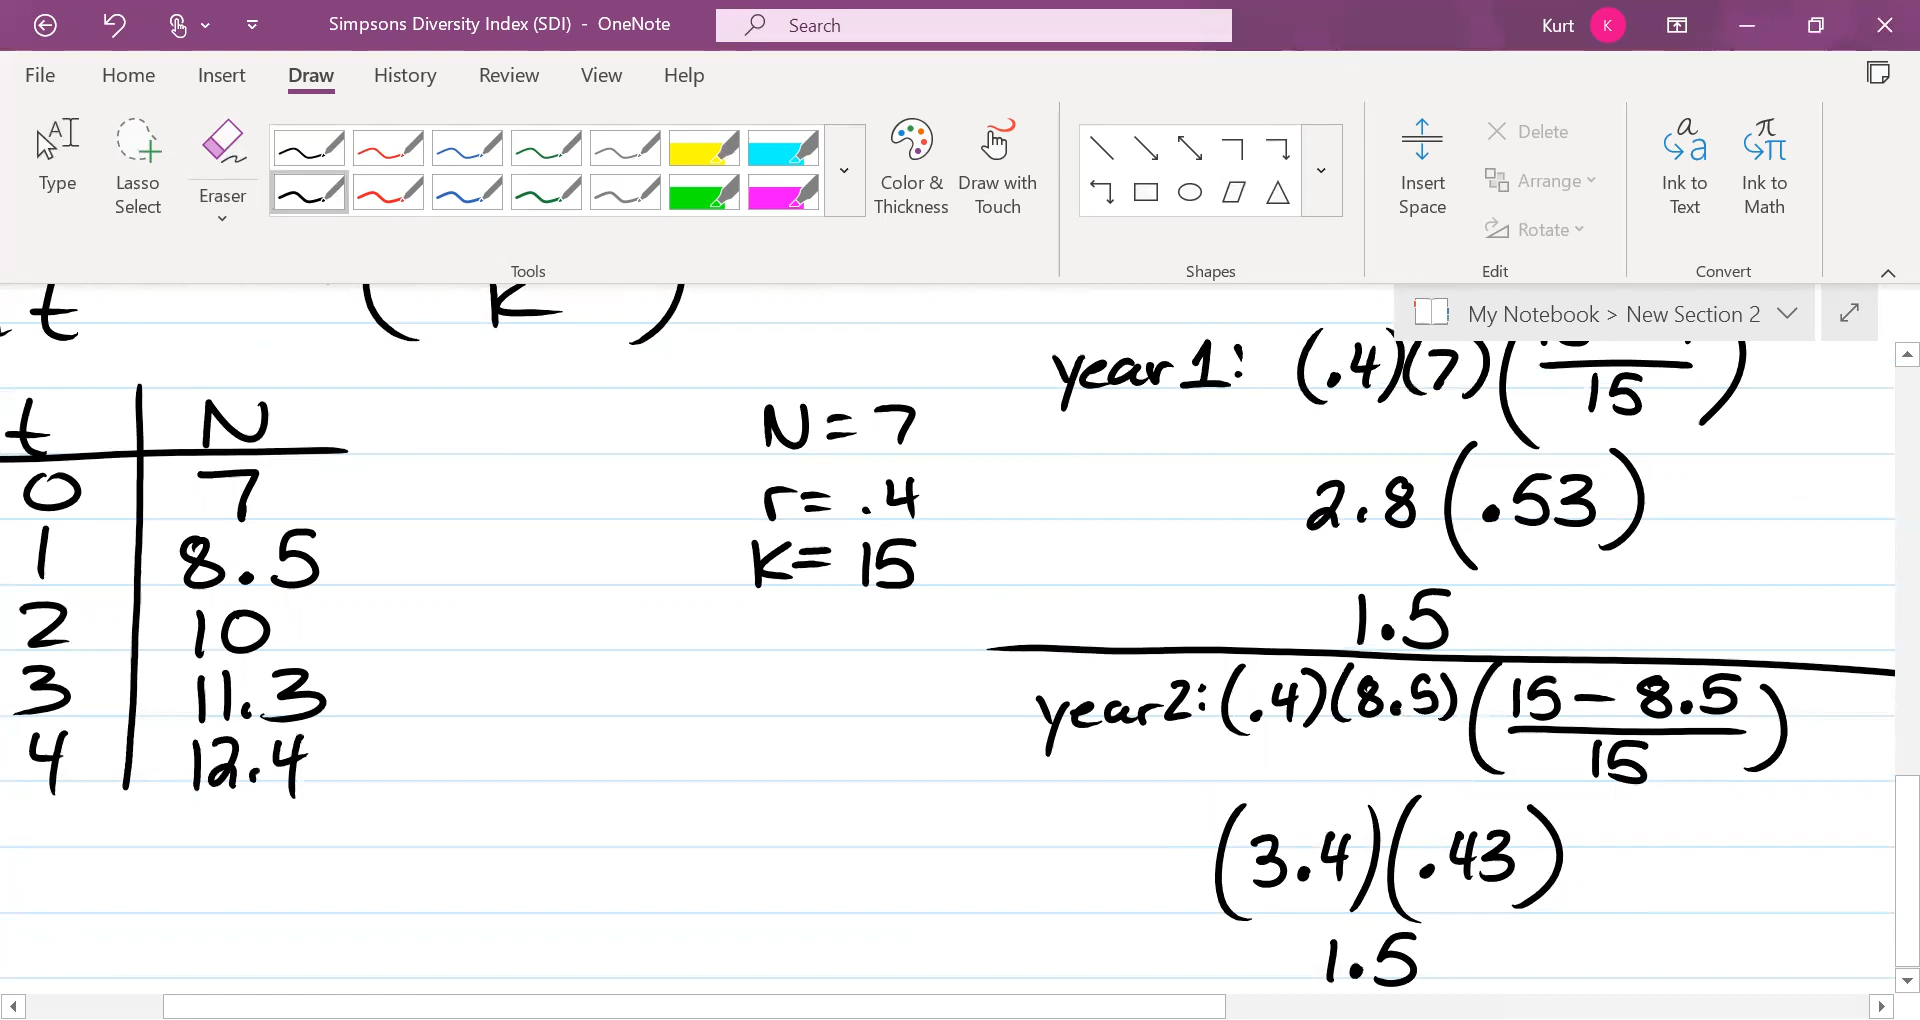 Simpsons Diversity Index (SDI) - OneNote
Search
Kurt K
File Home Insert Draw History Review View Help
Type
Lasso Select
Eraser
Color & Thickness
Draw with Touch
Insert Space
Delete
Arrange
Rotate
Ink to Text
Ink to Math
Tools
Shapes
Edit
Convert
My Notebook > New Section 2
t ( K )
t N
0 7
1 8.5
2 10
3 11.3
4 12.4
N = 7
r = .4
K = 15
year 1: (.4)(7)( 15 )
2.8 (.53)
1.5
year 2: (.4)(8.5)( 15 - 8.5
15 )
(3.4)(.43)
1.5